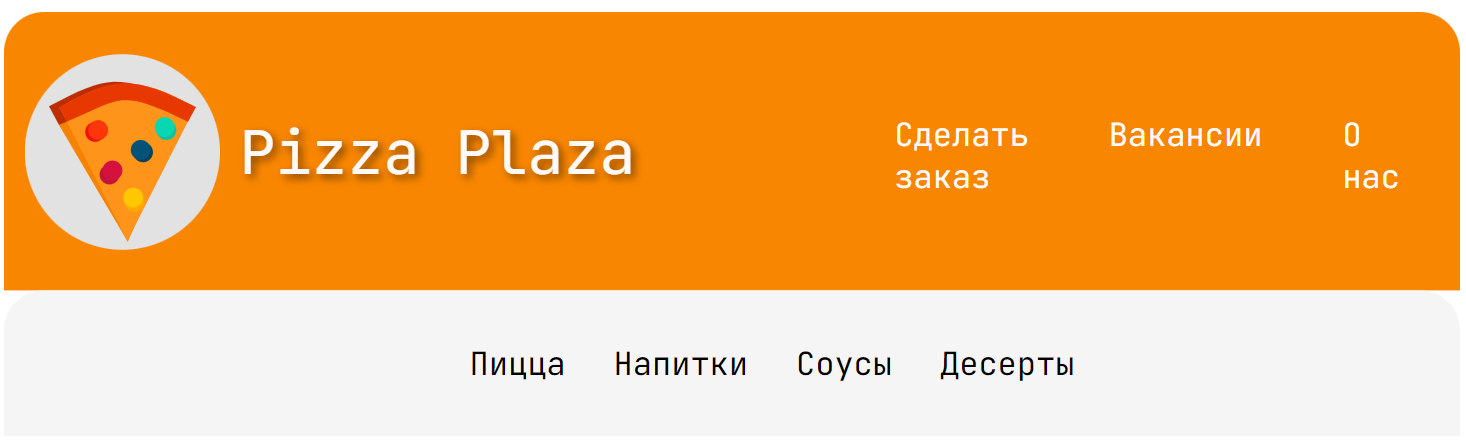 Pizza Plaza
Сделать
заказ
Вакансии
О
нас
Пицца Напитки Соусы Десерты